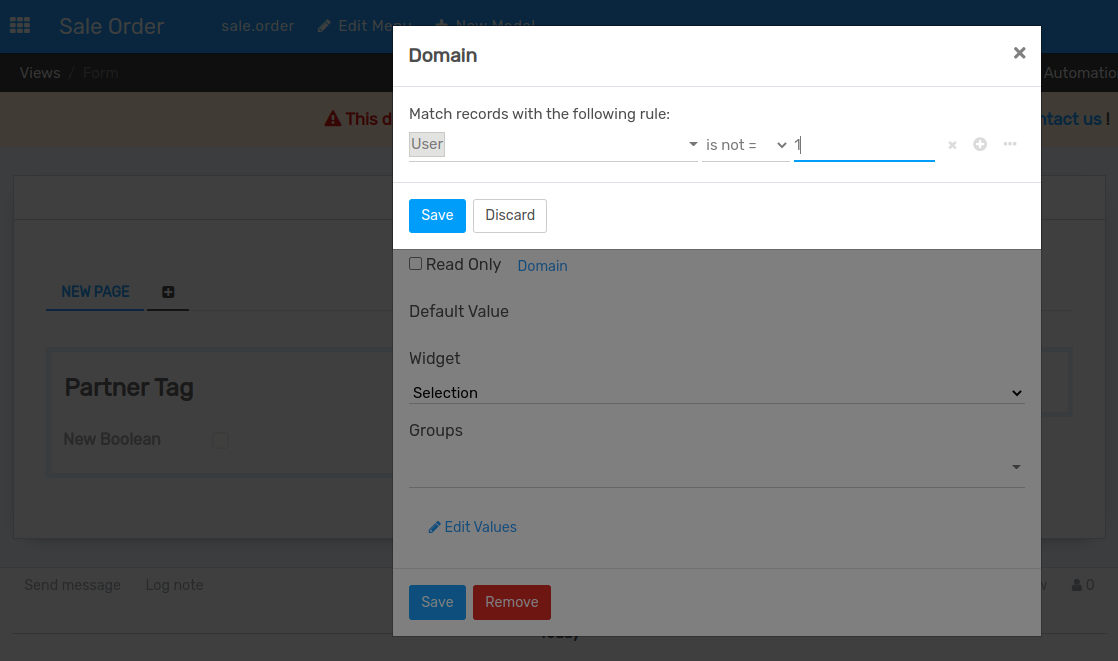 Sale Order sale.order Edit Menu New Model
Domain ×
Views / Form Automatio
This d ntact us !
Match records with the following rule:
User is not = 1
Save Discard
Read Only Domain
NEW PAGE
Default Value
Widget
Partner Tag
Selection
Groups
New Boolean
Edit Values
Send message Log note w 0
Save Remove
Today